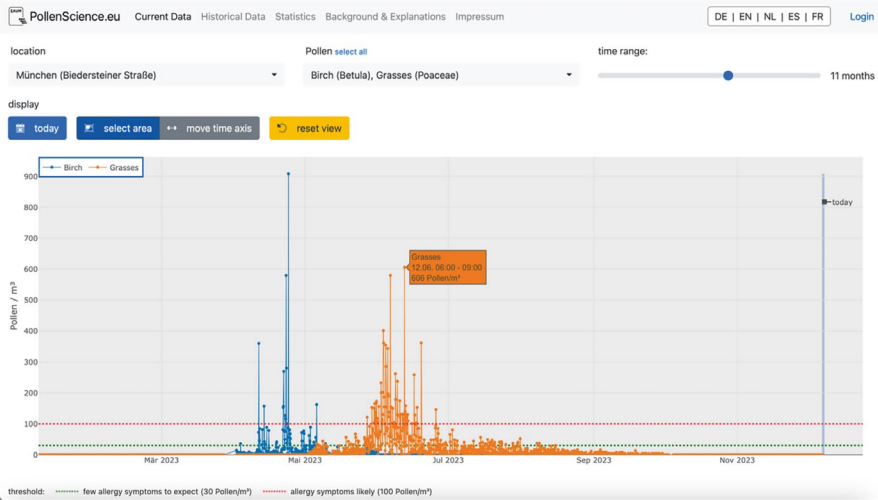 ZAUM
PollenScience.eu Current Data Historical Data Statistics Background & Explanations Impressum DE | EN | NL | ES | FR Login
location Pollen select all time range:
München (Biedersteiner Straße) Birch (Betula), Grasses (Poaceae) 11 months
display
today select area move time axis reset view
Birch Grasses
900
800
today
700
Grasses
12.06. 06:00 - 09:00
606 Pollen/m³
600
500
400
300
200
100
0
Pollen / m³
Mär 2023 Mai 2023 Jul 2023 Sep 2023 Nov 2023
threshold: few allergy symptoms to expect (30 Pollen/m³) allergy symptoms likely (100 Pollen/m³)